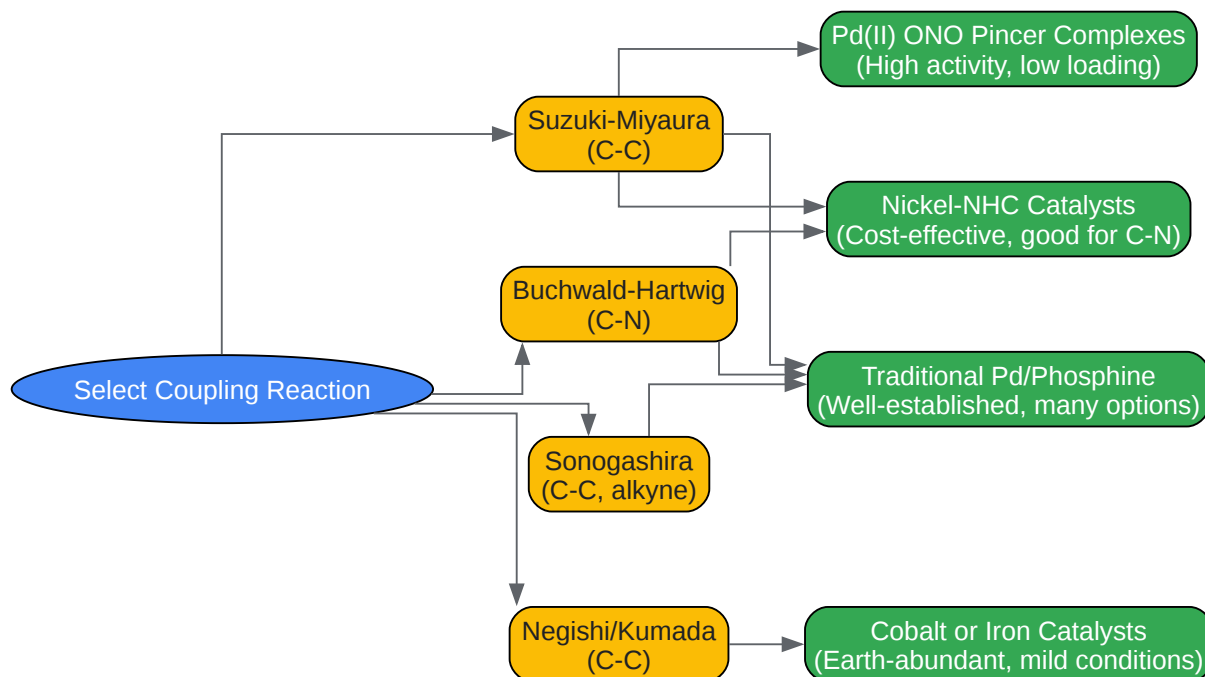 Pd(II) ONO Pincer Complexes
(High activity, low loading)
Suzuki-Miyaura
(C-C)
Nickel-NHC Catalysts
(Cost-effective, good for C-N)
Buchwald-Hartwig
(C-N)
Select Coupling Reaction
Traditional Pd/Phosphine
(Well-established, many options)
Sonogashira
(C-C, alkyne)
Negishi/Kumada
(C-C)
Cobalt or Iron Catalysts
(Earth-abundant, mild conditions)